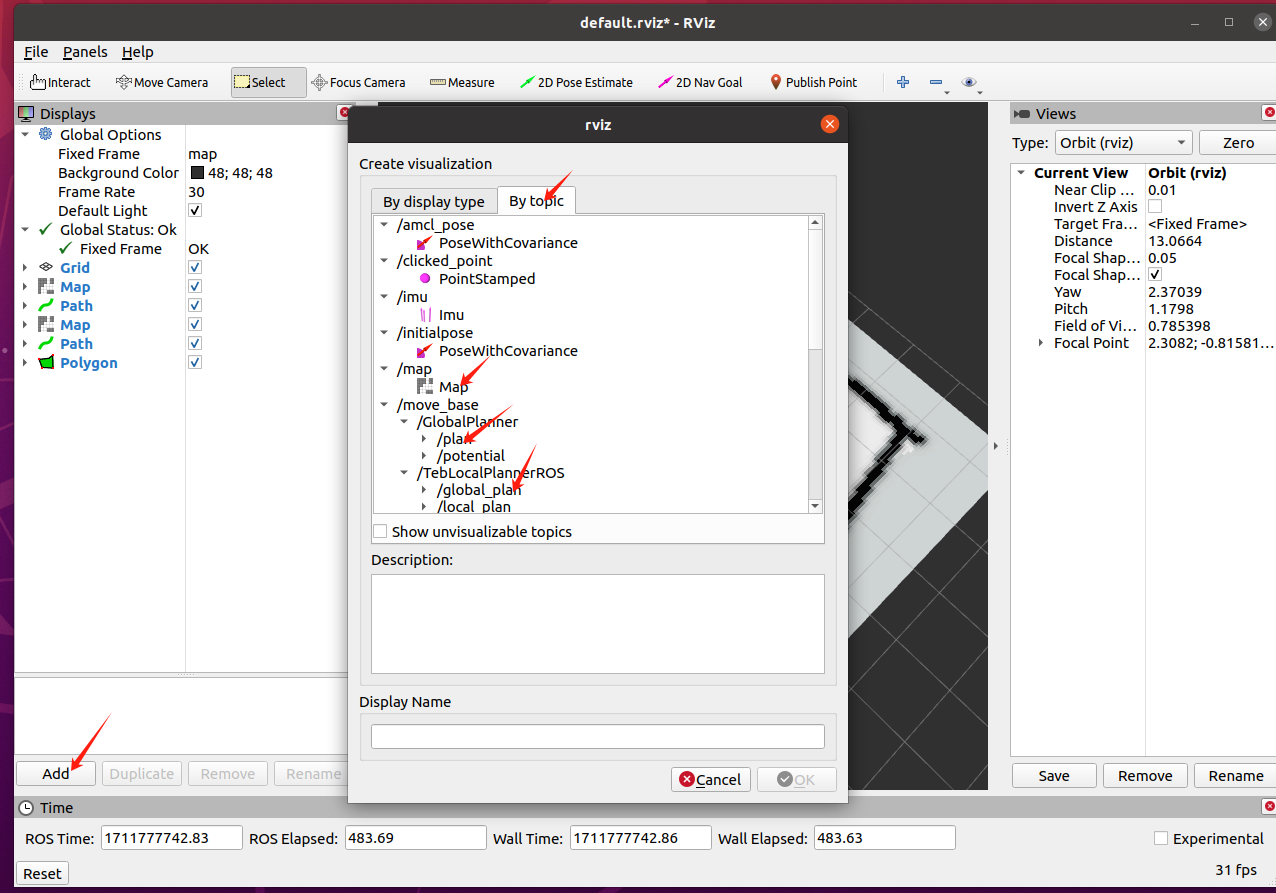 default.rviz* - RViz
File Panels Help
Interact Move Camera Select Focus Camera Measure 2D Pose Estimate 2D Nav Goal Publish Point
Displays
Global Options
Fixed Frame map
Background Color 48; 48; 48
Frame Rate 30
Default Light
Global Status: Ok
Fixed Frame OK
Grid
Map
Path
Map
Path
Polygon
Add Duplicate Remove Rename
rviz
Create visualization
By display type By topic
/amcl_pose
PoseWithCovariance
/clicked_point
PointStamped
/imu
Imu
/initialpose
PoseWithCovariance
/map
Map
/move_base
/GlobalPlanner
/plan
/potential
/TebLocalPlannerROS
/global_plan
/local_plan
Show unvisualizable topics
Description:
Display Name
Cancel OK
Views
Type: Orbit (rviz) Zero
Current View Orbit (rviz)
Near Clip ... 0.01
Invert Z Axis
Target Fra... <Fixed Frame>
Distance 13.0664
Focal Shap... 0.05
Focal Shap...
Yaw 2.37039
Pitch 1.1798
Field of Vi... 0.785398
Focal Point 2.3082; -0.81581...
Save Remove Rename
Time
ROS Time: 1711777742.83 ROS Elapsed: 483.69 Wall Time: 1711777742.86 Wall Elapsed: 483.63 Experimental
Reset 31 fps